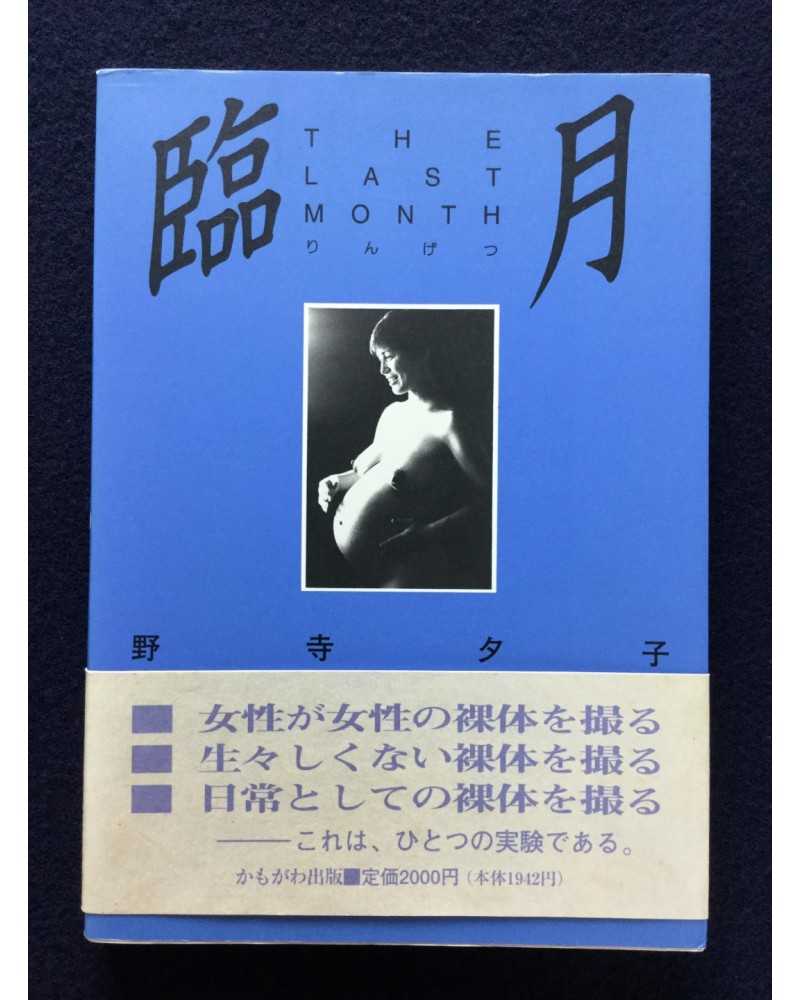 臨月
THE
LAST
MONTH
りんげつ
野寺夕子
■ 女性が女性の裸体を撮る
■ 生々しくない裸体を撮る
■ 日常としての裸体を撮る
――これは、ひとつの実験である。
かもがわ出版■定価2000円（本体1942円）